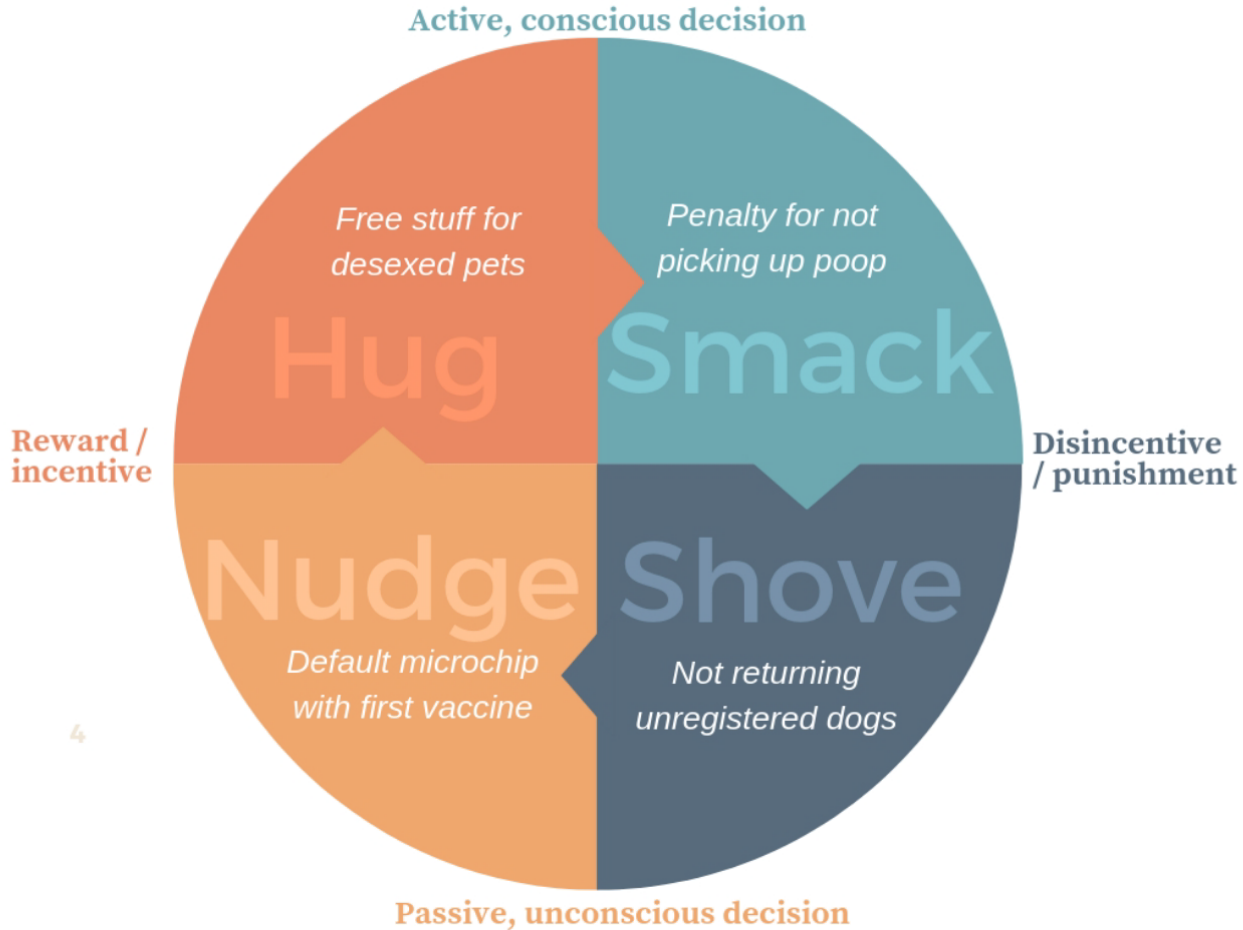 Active, conscious decision
Free stuff for
desexed pets
Penalty for not
picking up poop
Hug
Smack
Reward /
incentive
Disincentive
/ punishment
Nudge
Shove
Default microchip
with first vaccine
Not returning
unregistered dogs
4
Passive, unconscious decision